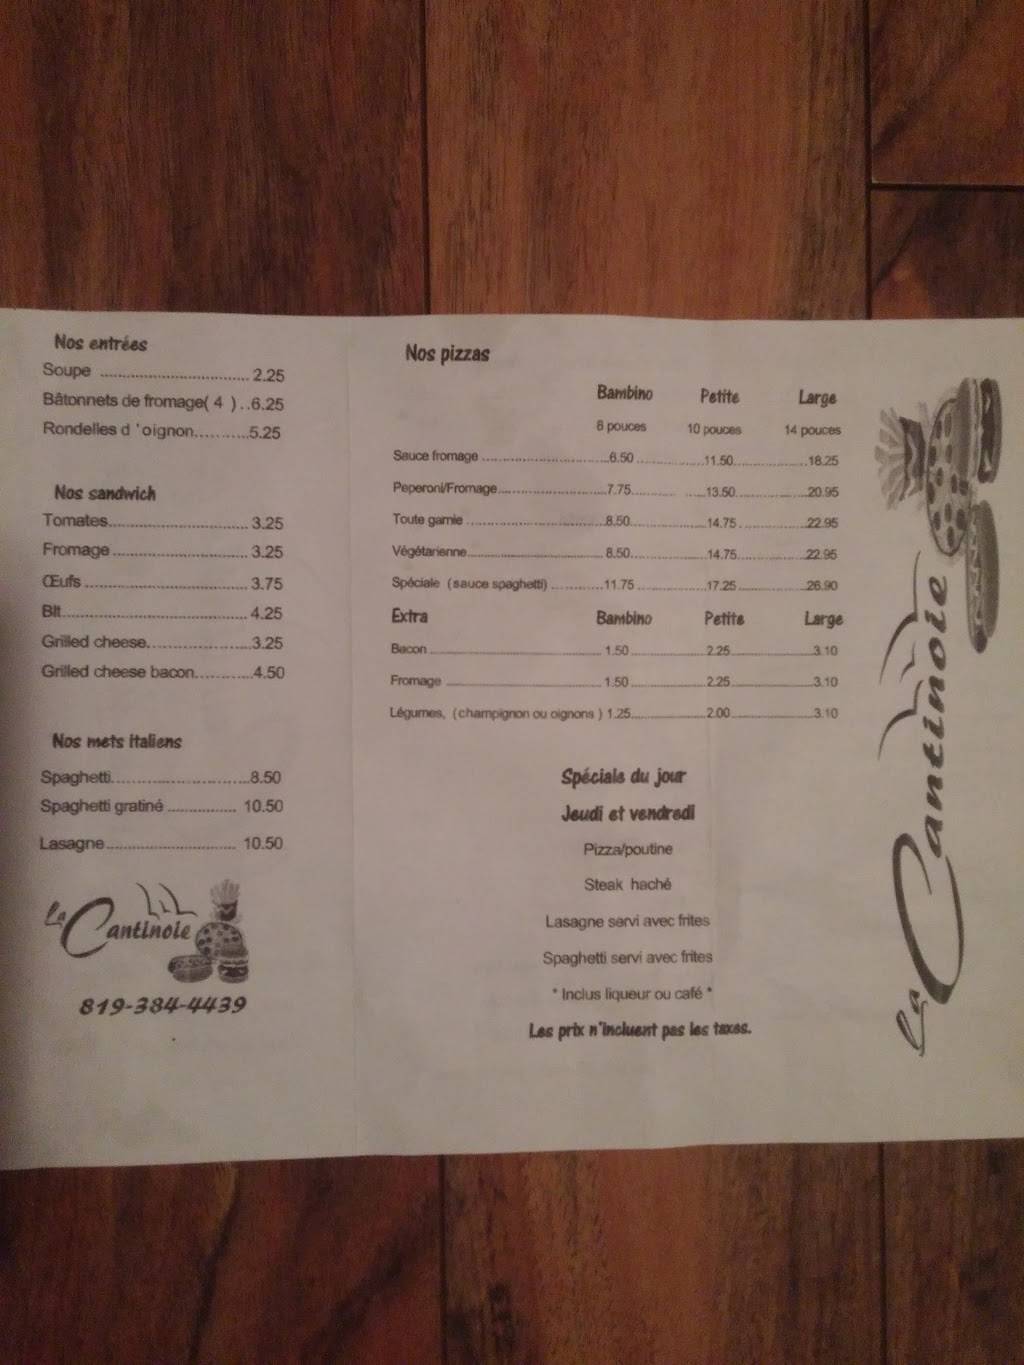 Nos entrées
Soupe ................................. 2.25
Bâtonnets de fromage( 4 )..6.25
Rondelles d 'oignon...........5.25
Nos sandwich
Tomates............................... 3.25
Fromage .............................. 3.25
Œufs .................................... 3.75
Blt......................................... 4.25
Grilled cheese.......................3.25
Grilled cheese bacon............4.50
Nos mets italiens
Spaghetti..............................8.50
Spaghetti gratiné ................ 10.50
Lasagne............................. 10.50
La Cantinoie
819-384-4439
Nos pizzas
Bambino Petite Large
pouces 10 pouces 14 pouces
Sauce fromage ..............................6.50 ..................11.50....................18.25
Peperoni/Fromage.............................7.75............ ......13.50....................20.95
Toute garnie ....................................8.50....................14.75 ...................22.95
Végétarienne....................................8.50....................14.75....................22.95
Spéciale (sauce spaghetti) .............11.75 ...................17.25 ...................26.90
Extra Bambino Petite Large
Bacon .............................................. 1.50 ....................2.25......................3.10
Fromage .......................................... 1.50 ....................2.25......................3.10
Légumes, (champignon ou oignons ) 1.25....................2.00......................3.10
Spécials du jour
Jeudi et vendredi
Pizza/poutine
Steak haché
Lasagne servi avec frites
Spaghetti servi avec frites
* Inclus liqueur ou café *
Les prix n'incluent pas les taxes.
La Cantinoie